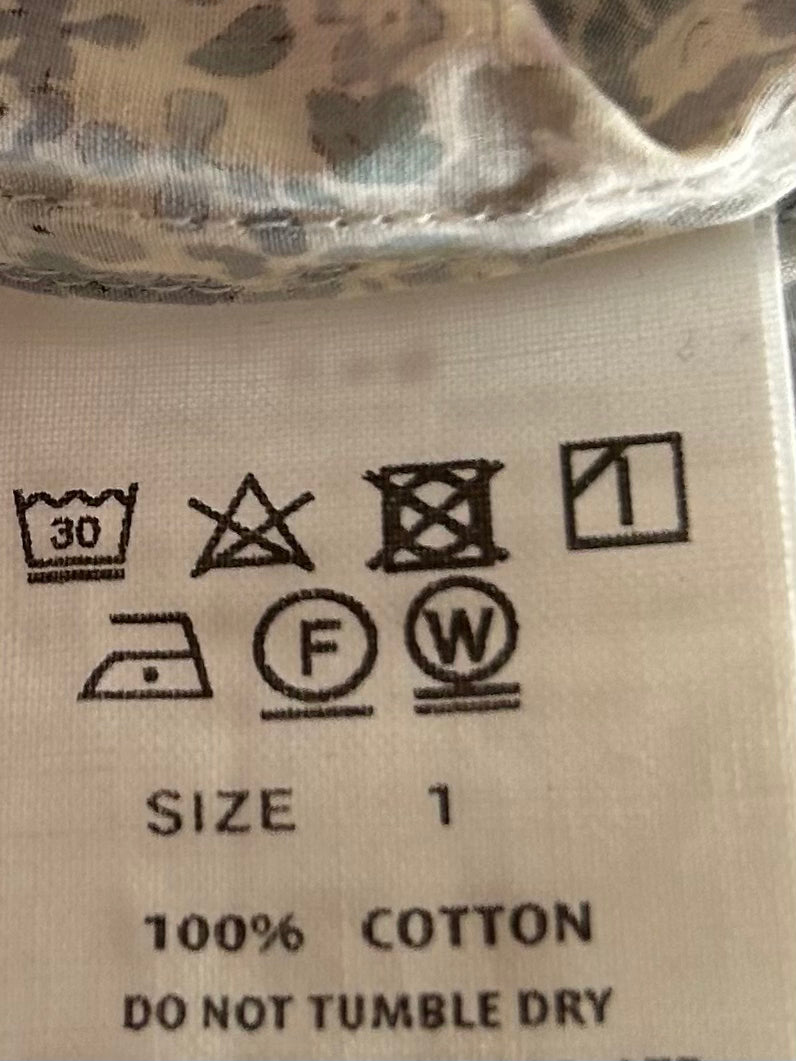 30
F W
SIZE 1
100% COTTON
DO NOT TUMBLE DRY